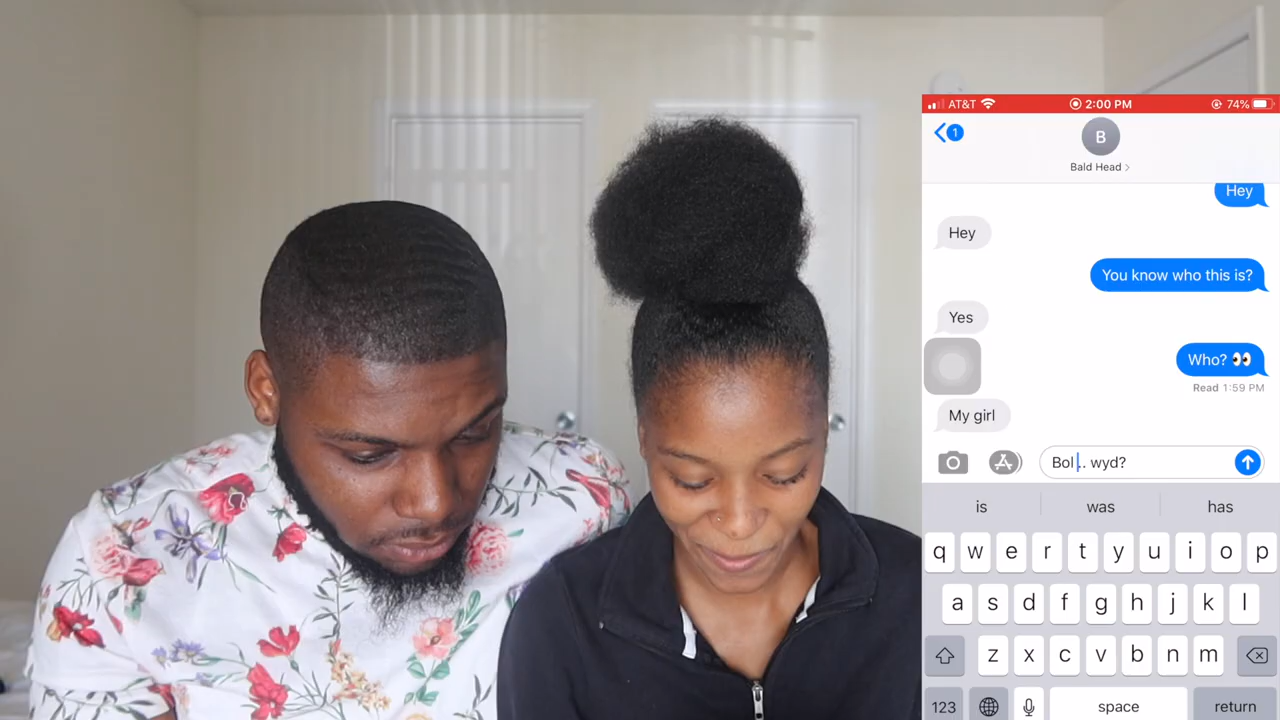 AT&T 2:00 PM 74%
1
B
Bald Head
Hey
Hey
You know who this is?
Yes
Who? 👀
Read 1:59 PM
My girl
Bol.. wyd?
is was has
q w e r t y u i o p
a s d f g h j k l
z x c v b n m
123 space return